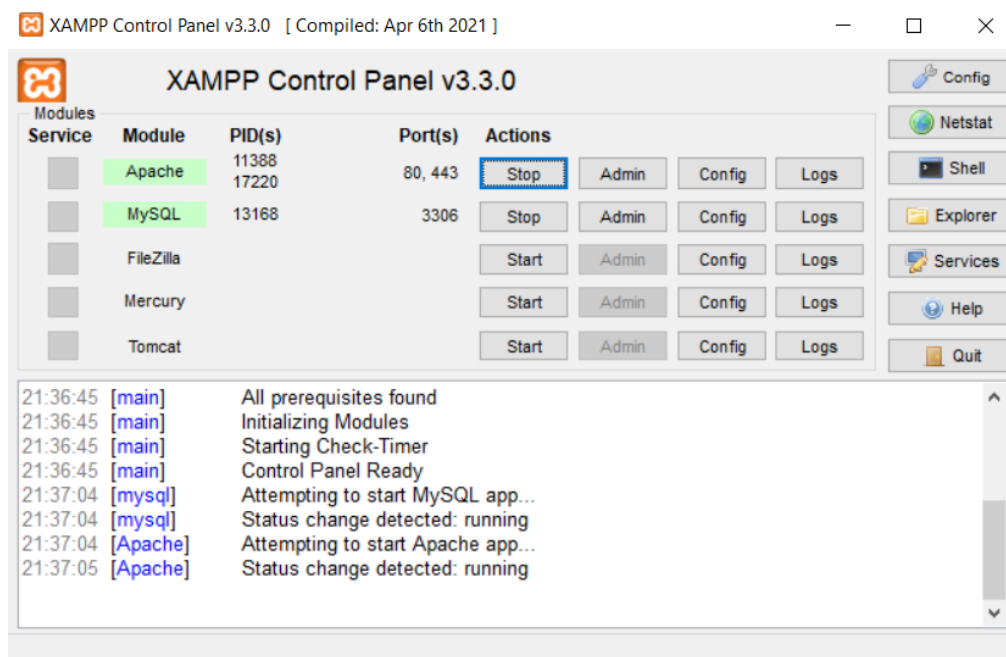 XAMPP Control Panel v3.3.0 [ Compiled: Apr 6th 2021 ]
XAMPP Control Panel v3.3.0
Config
Modules
Service Module PID(s) Port(s) Actions
Netstat
Apache 11388 80, 443 Stop Admin Config Logs
17220
Shell
MySQL 13168 3306 Stop Admin Config Logs
Explorer
FileZilla Start Admin Config Logs
Services
Mercury Start Admin Config Logs
Help
Tomcat Start Admin Config Logs
Quit
21:36:45 [main] All prerequisites found
21:36:45 [main] Initializing Modules
21:36:45 [main] Starting Check-Timer
21:36:45 [main] Control Panel Ready
21:37:04 [mysql] Attempting to start MySQL app...
21:37:04 [mysql] Status change detected: running
21:37:04 [Apache] Attempting to start Apache app...
21:37:05 [Apache] Status change detected: running